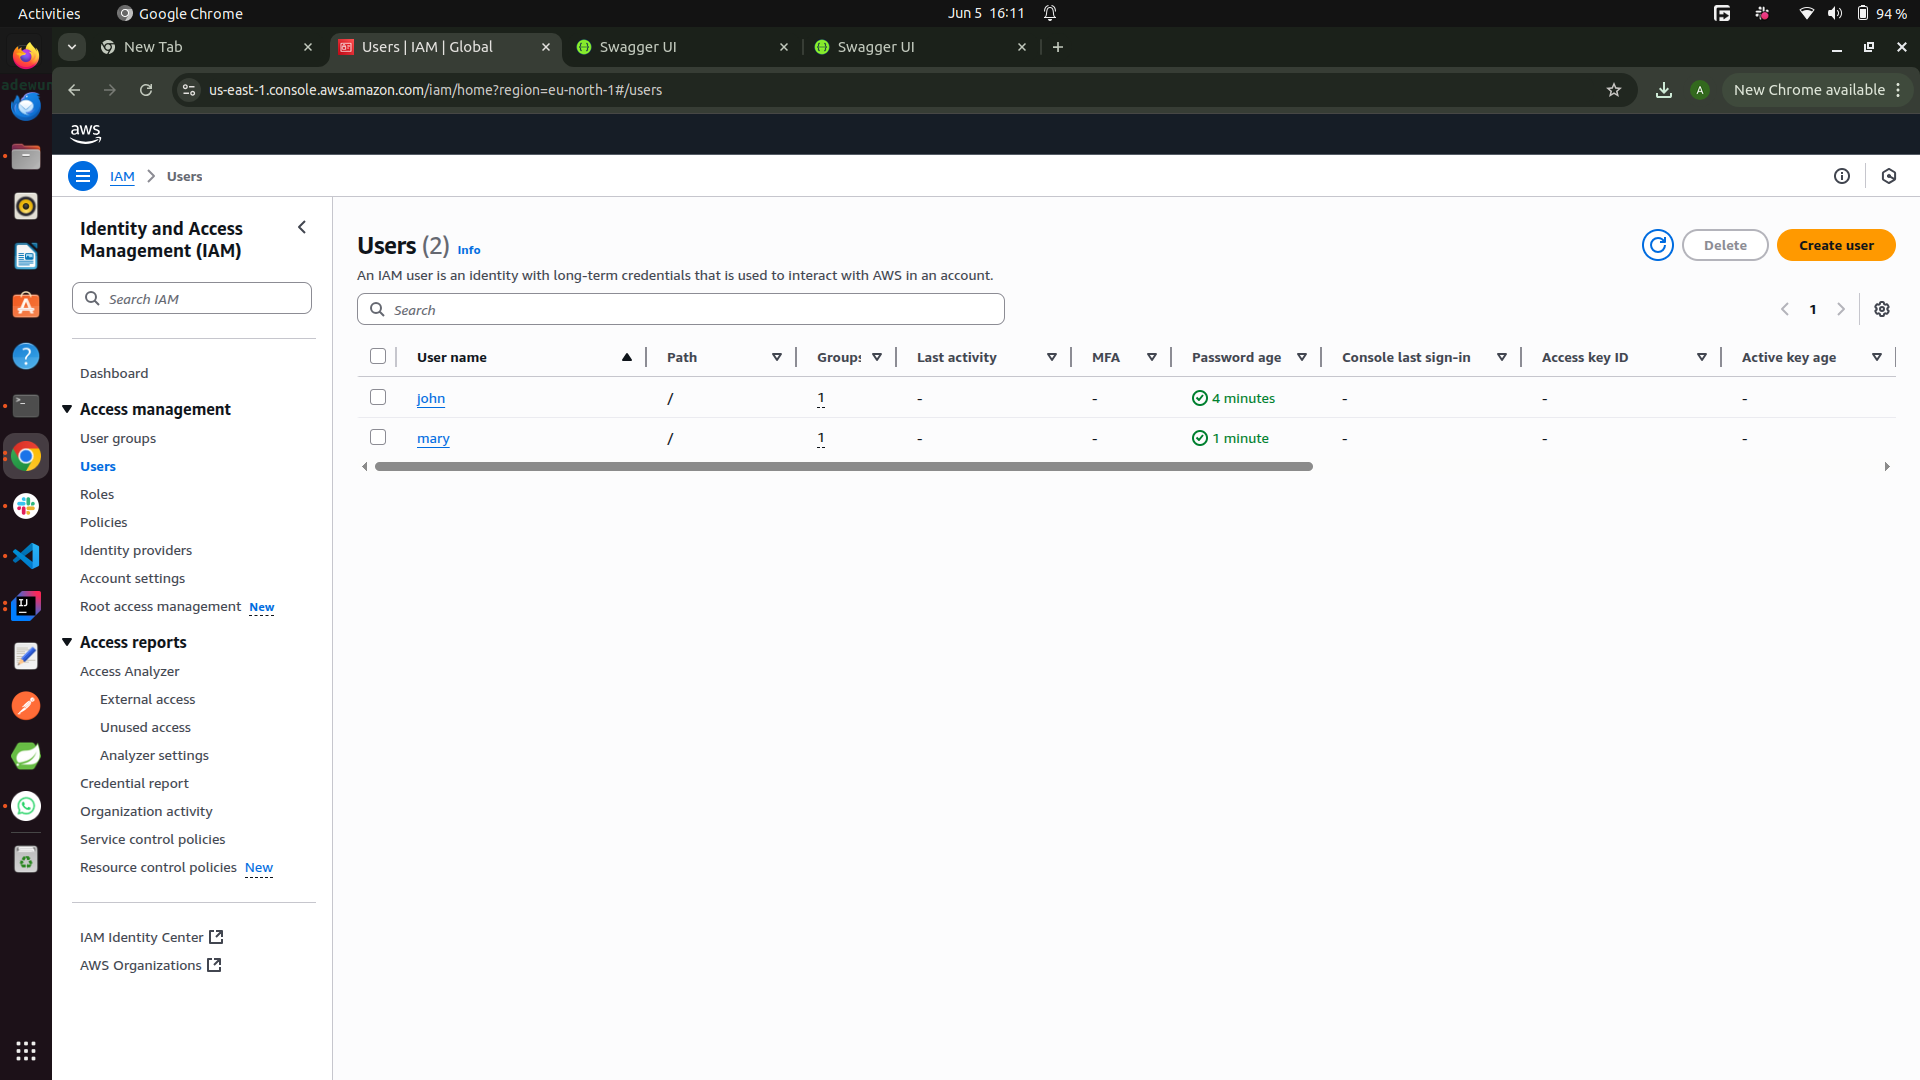 Activities Google Chrome Jun 5 16:11 94 %
New Tab Users | IAM | Global Swagger UI Swagger UI
us-east-1.console.aws.amazon.com/iam/home?region=eu-north-1#/users A New Chrome available
aws
IAM Users
Identity and Access
Management (IAM)
Search IAM
Dashboard
Access management
User groups
Users
Roles
Policies
Identity providers
Account settings
Root access management New
Access reports
Access Analyzer
External access
Unused access
Analyzer settings
Credential report
Organization activity
Service control policies
Resource control policies New
IAM Identity Center
AWS Organizations
Users (2) Info
Delete Create user
An IAM user is an identity with long-term credentials that is used to interact with AWS in an account.
Search
1
User name Path Groups Last activity MFA Password age Console last sign-in Access key ID Active key age
john / 1 - - 4 minutes - - -
mary / 1 - - 1 minute - - -